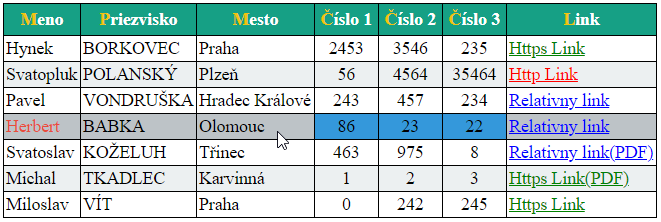 Meno Priezvisko Mesto Číslo 1 Číslo 2 Číslo 3 Link
Hynek BORKOVEC Praha 2453 3546 235 Https Link
Svatopluk POLANSKÝ Plzeň 56 4564 35464 Http Link
Pavel VONDRUŠKA Hradec Králové 243 457 234 Relativny link
Herbert BABKA Olomouc 86 23 22 Relativny link
Svatoslav KOŽELUH Třinec 463 975 8 Relativny link(PDF)
Michal TKADLEC Karvinná 1 2 3 Https Link(PDF)
Miloslav VÍT Praha 0 242 245 Https Link